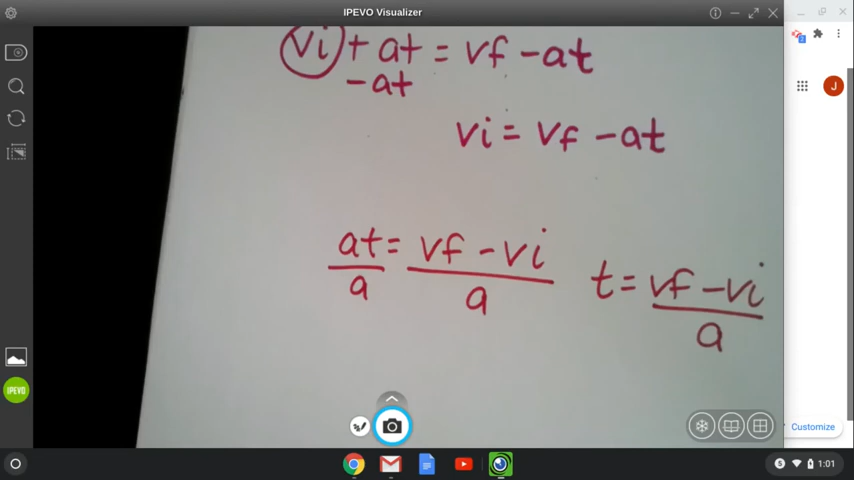 IPEVO Visualizer
vi + at = vf - at
- at
vi = vf - at
at = vf - vi
a a
t = vf - vi
a
IPEVO
Customize
J
S 1:01